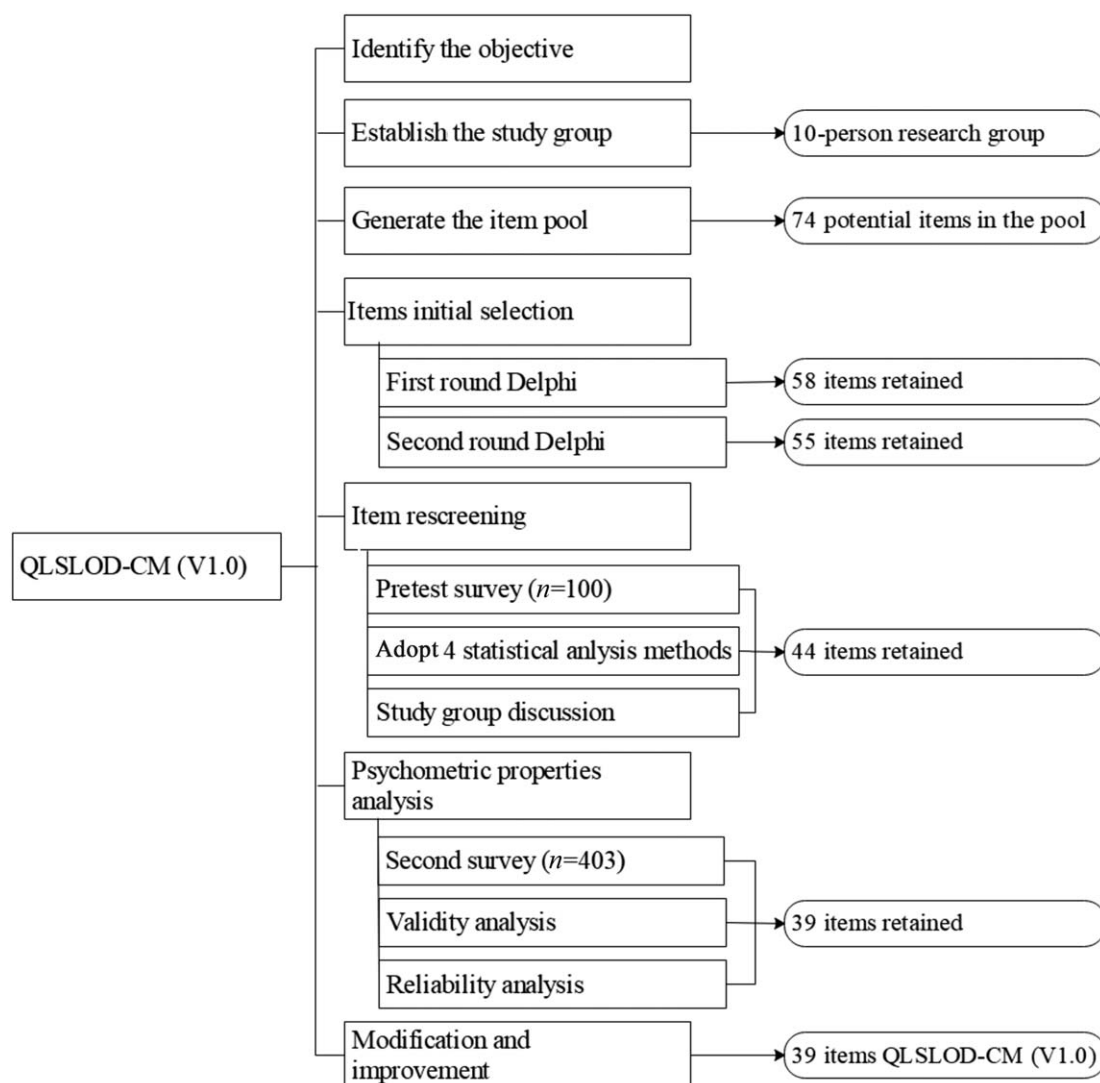 Identify the objective
Establish the study group
10-person research group
Generate the item pool
74 potential items in the pool
Items initial selection
First round Delphi
58 items retained
Second round Delphi
55 items retained
Item rescreening
QLSLOD-CM (V1.0)
Pretest survey (n=100)
Adopt 4 statistical anlysis methods
44 items retained
Study group discussion
Psychometric properties
analysis
Second survey (n=403)
Validity analysis
39 items retained
Reliability analysis
Modification and
improvement
39 items QLSLOD-CM (V1.0)